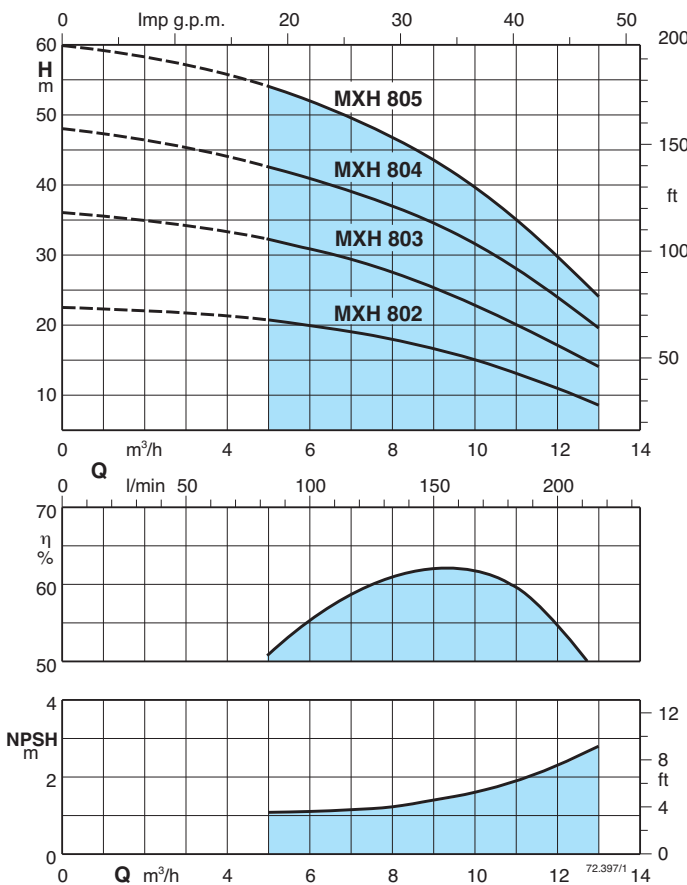 0 Imp g.p.m. 20 30 40 50
60 200
H
m
MXH 805
50
150
MXH 804
40
ft
MXH 803
100
30
MXH 802
20
50
10
0 m³/h 4 6 8 10 12 14
Q
0 l/min 50 100 150 200
70
η
%
60
50
4
12
NPSH
m
8
ft
2
4
0 0
72.397/1
0 Q m³/h 4 6 8 10 12 14